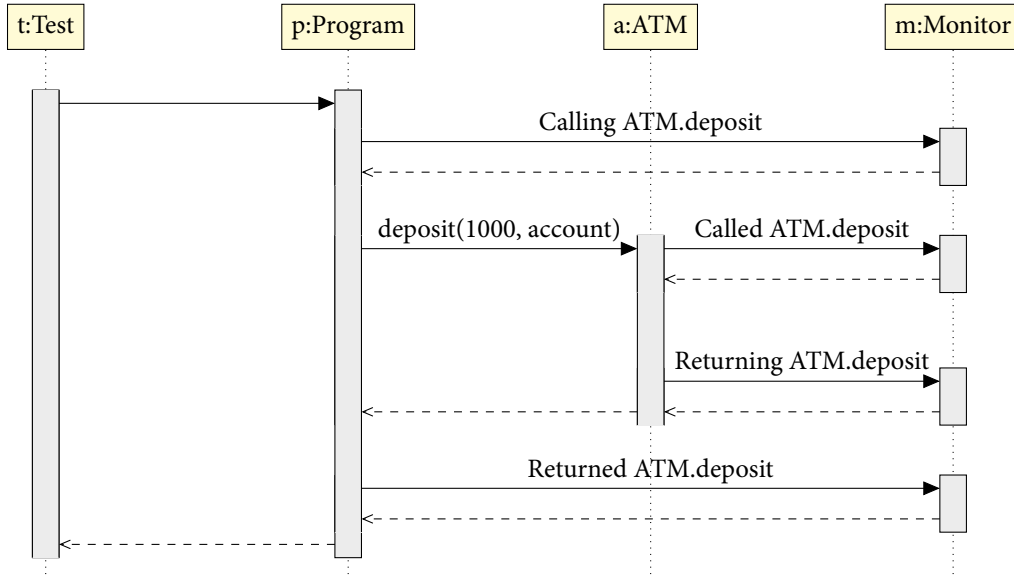 t:Test
p:Program
a:ATM
m:Monitor
Calling ATM.deposit
deposit(1000, account)
Called ATM.deposit
Returning ATM.deposit
Returned ATM.deposit